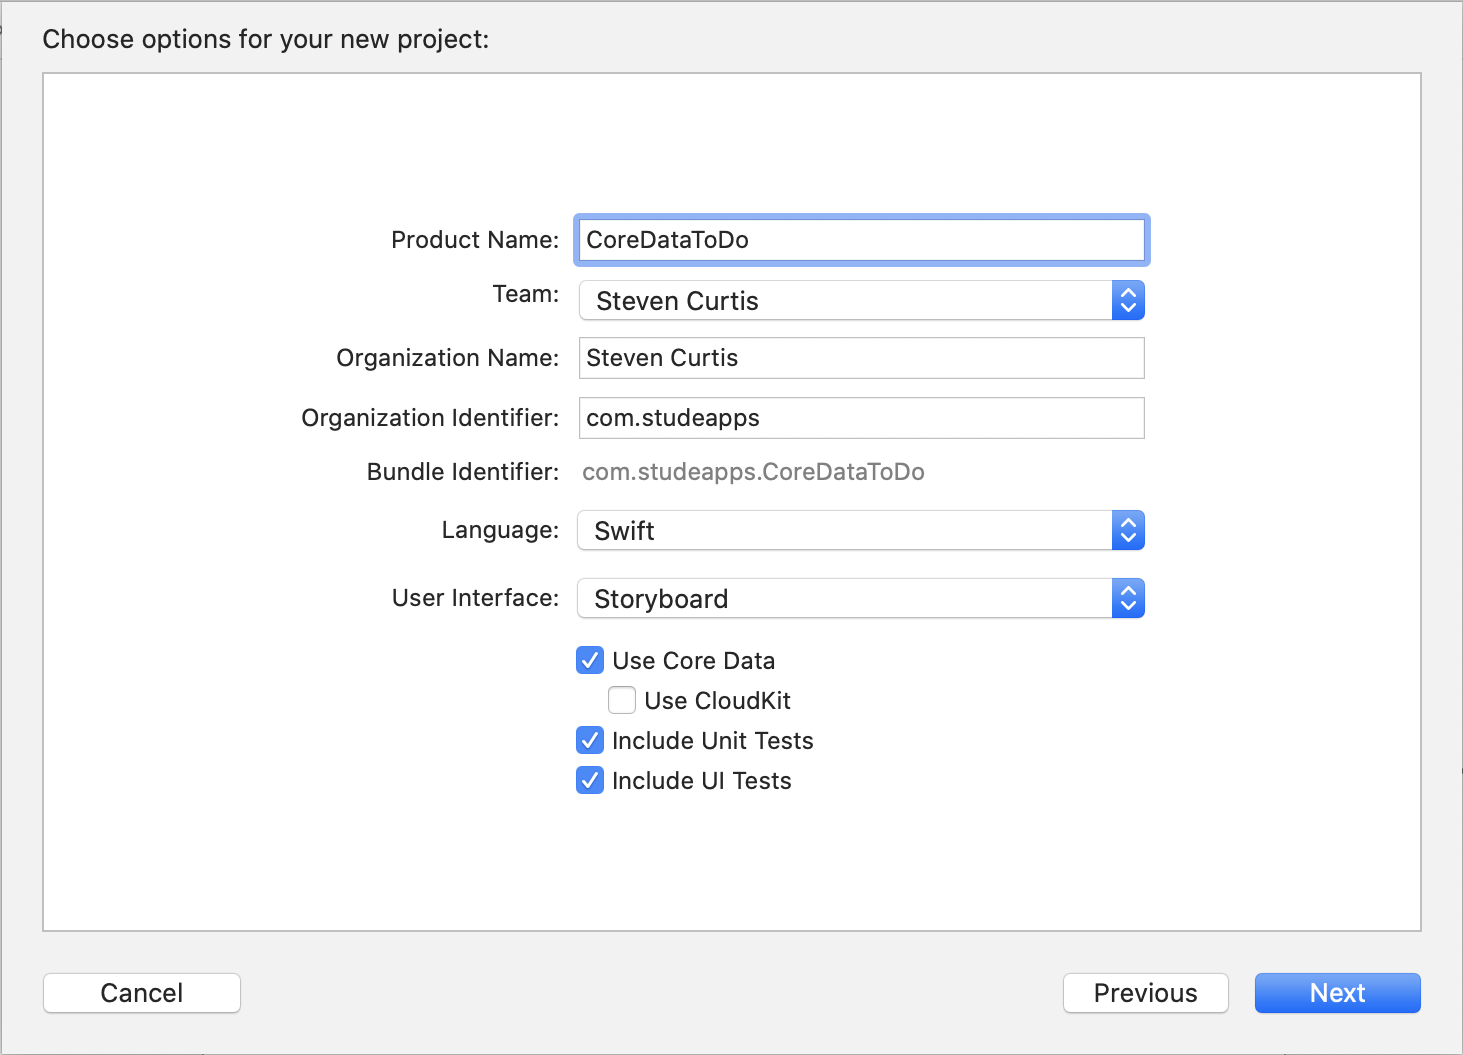 Choose options for your new project:
Product Name: CoreDataToDo
Team: Steven Curtis
Organization Name: Steven Curtis
Organization Identifier: com.studeapps
Bundle Identifier: com.studeapps.CoreDataToDo
Language: Swift
User Interface: Storyboard
Use Core Data
Use CloudKit
Include Unit Tests
Include UI Tests
Cancel Previous Next